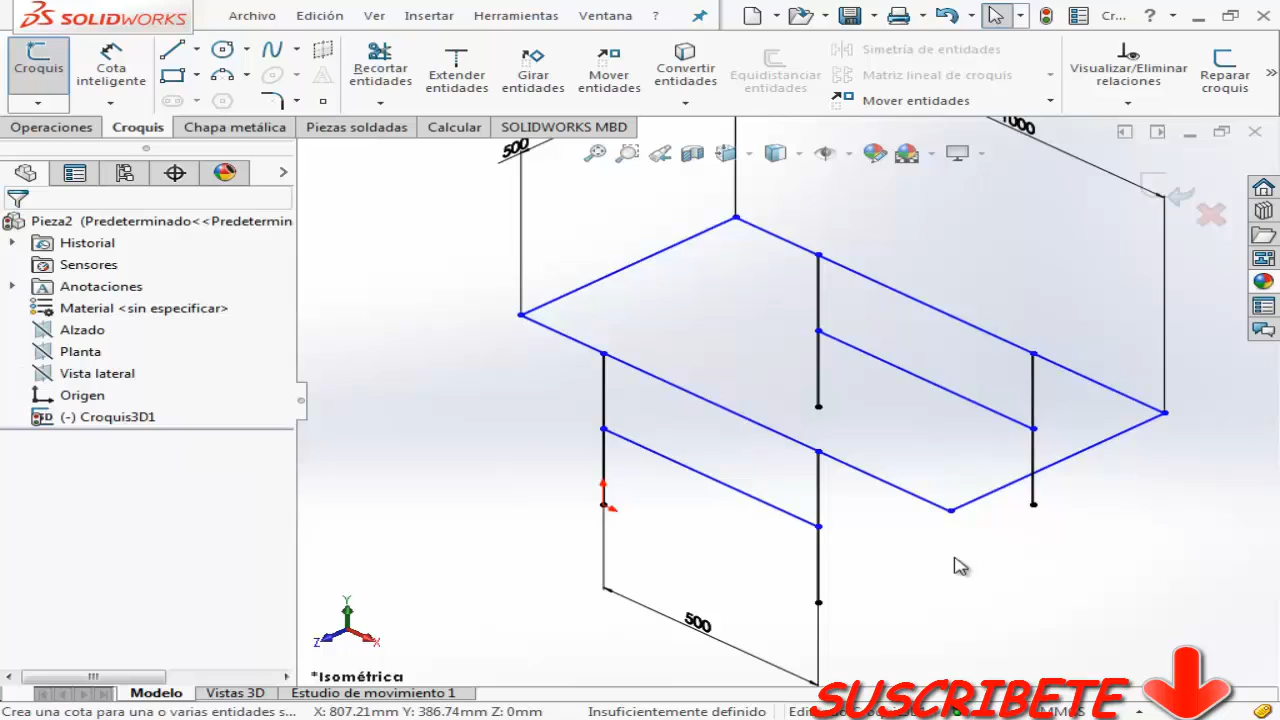 SOLIDWORKS
Archivo Edición Ver Insertar Herramientas Ventana ? Cr... ?
Croquis
Cota inteligente
Recortar entidades
Extender entidades
Girar entidades
Mover entidades
Convertir entidades
Equidistanciar entidades
Simetría de entidades
Matriz lineal de croquis
Mover entidades
Visualizar/Eliminar relaciones
Reparar croquis
Operaciones Croquis Chapa metálica Piezas soldadas Calcular SOLIDWORKS MBD
500
1000
Pieza2 (Predeterminado<<Predetermin
Historial
Sensores
Anotaciones
Material <sin especificar>
Alzado
Planta
Vista lateral
Origen
(-) Croquis3D1
500
Y
Z
X
*Isométrica
Modelo Vistas 3D Estudio de movimiento 1
SUSCRIBETE
Crea una cota para una o varias entidades s... X: 807.21mm Y: 386.74mm Z: 0mm Insuficientemente definido